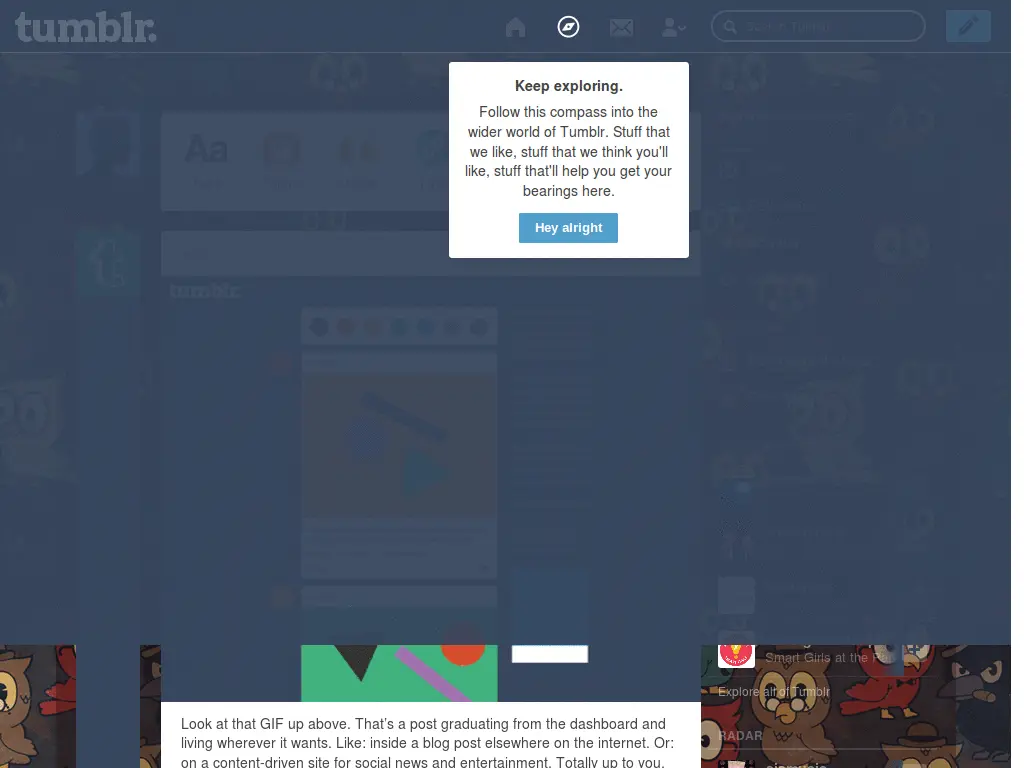 tumblr.
Keep exploring.
Follow this compass into the
wider world of Tumblr. Stuff that
we like, stuff that we think you'll
like, stuff that'll help you get your
bearings here.
Hey alright
Aa
tumblr.
Smart Girls at the
Explore all of Tumblr
RADAR
Look at that GIF up above. That's a post graduating from the dashboard and
living wherever it wants. Like: inside a blog post elsewhere on the internet. Or:
on a content-driven site for social news and entertainment. Totally up to you.